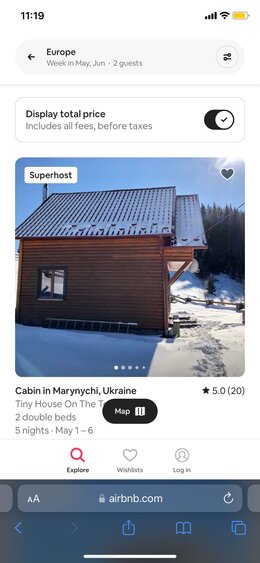 11:19
Europe
Week in May, Jun · 2 guests
Display total price
Includes all fees, before taxes
Superhost
Cabin in Marynychi, Ukraine
5.0 (20)
Tiny House On The T
2 double beds
5 nights · May 1 – 6
Map
Explore
Wishlists
Log in
AA
airbnb.com